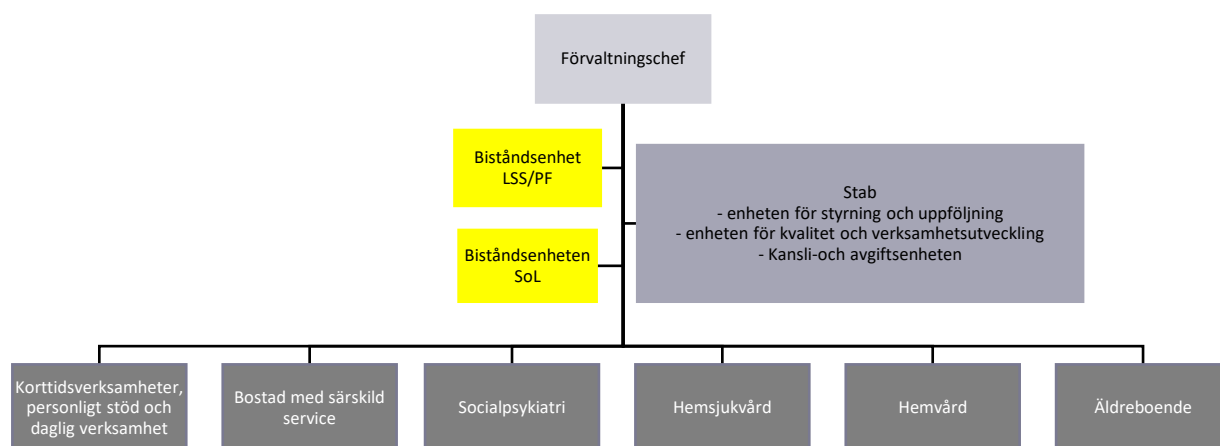 Förvaltningschef
Biståndsenhet
LSS/PF
Stab
- enheten för styrning och uppföljning
- enheten för kvalitet och verksamhetsutveckling
- Kansli-och avgiftsenheten
Biståndsenheten
SoL
Korttidsverksamheter,
personligt stöd och
daglig verksamhet
Bostad med särskild
service
Socialpsykiatri
Hemsjukvård
Hemvård
Äldreboende